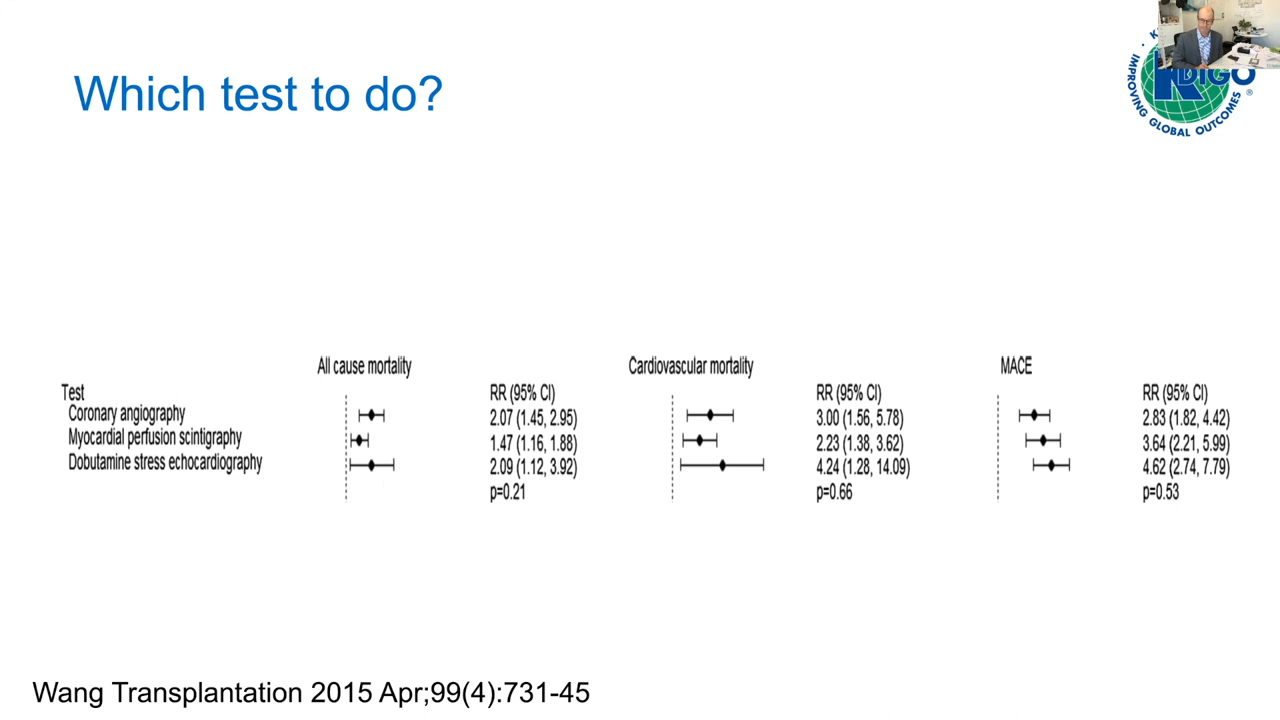 Which test to do?
K
DIGO
IMPROVING GLOBAL OUTCOMES
®
All cause mortality Cardiovascular mortality MACE
Test RR (95% CI) RR (95% CI) RR (95% CI)
Coronary angiography 2.07 (1.45, 2.95) 3.00 (1.56, 5.78) 2.83 (1.82, 4.42)
Myocardial perfusion scintigraphy 1.47 (1.16, 1.88) 2.23 (1.38, 3.62) 3.64 (2.21, 5.99)
Dobutamine stress echocardiography 2.09 (1.12, 3.92) 4.24 (1.28, 14.09) 4.62 (2.74, 7.79)
p=0.21 p=0.66 p=0.53
Wang Transplantation 2015 Apr;99(4):731-45